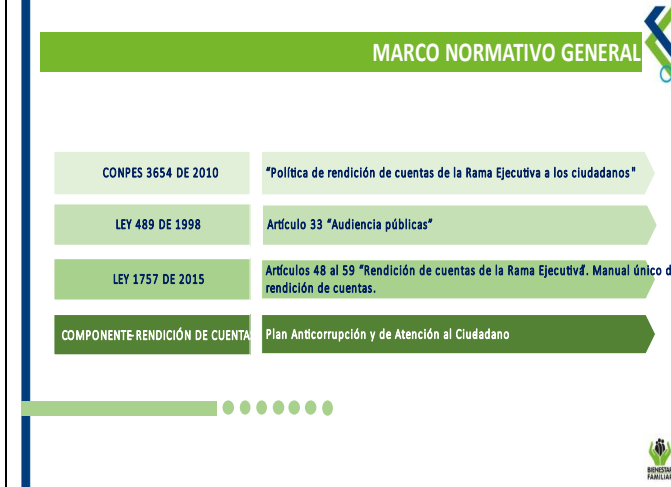 MARCO NORMATIVO GENERAL
CONPES 3654 DE 2010
"Política de rendición de cuentas de la Rama Ejecutiva a los ciudadanos"
LEY 489 DE 1998
Artículo 33 "Audiencia públicas"
LEY 1757 DE 2015
Artículos 48 al 59 "Rendición de cuentas de la Rama Ejecutiva". Manual único d
rendición de cuentas.
COMPONENTE-RENDICIÓN DE CUENTA
Plan Anticorrupción y de Atención al Ciudadano
BIENESTAR
FAMILIAR